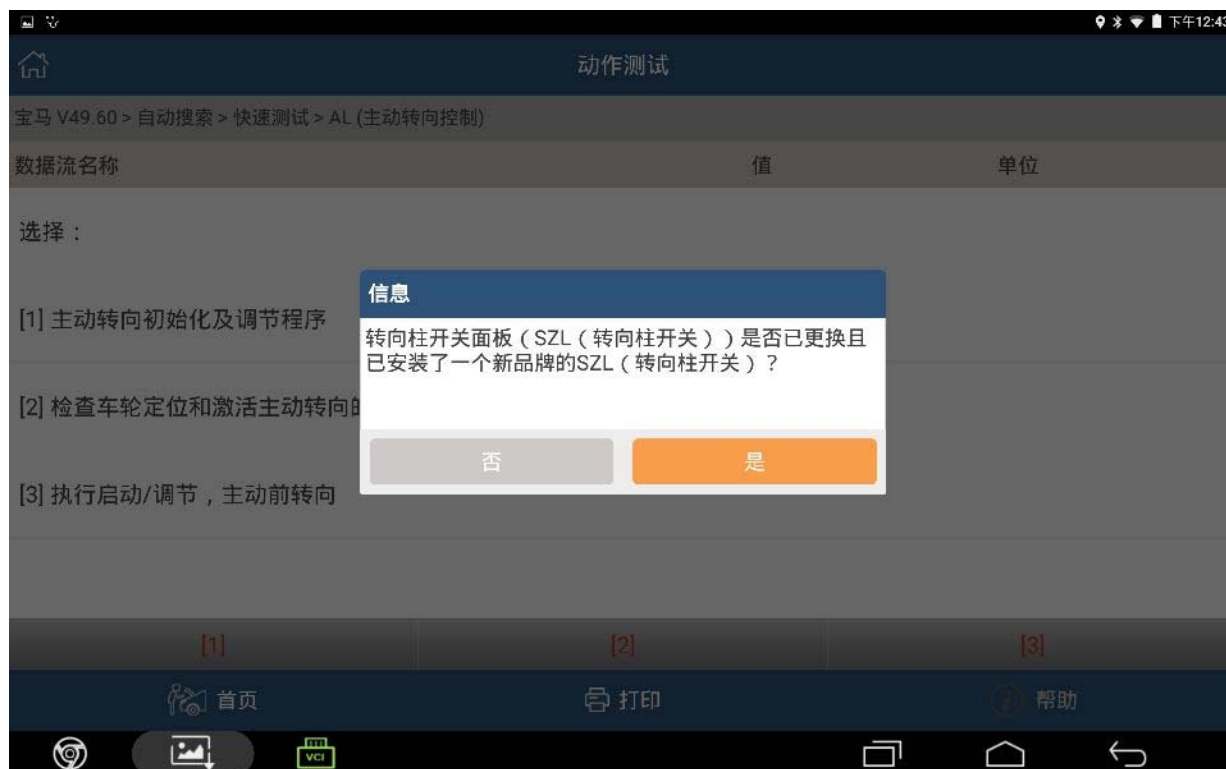 下午12:43
动作测试
宝马 V49.60 > 自动搜索 > 快速测试 > AL (主动转向控制)
数据流名称 值 单位
选择：
[1] 主动转向初始化及调节程序
[2] 检查车轮定位和激活主动转向的
[3] 执行启动/调节，主动前转向
信息
转向柱开关面板（SZL（转向柱开关））是否已更换且
已安装了一个新品牌的SZL（转向柱开关）？
否 是
[1] [2] [3]
首页 打印 帮助
VCI